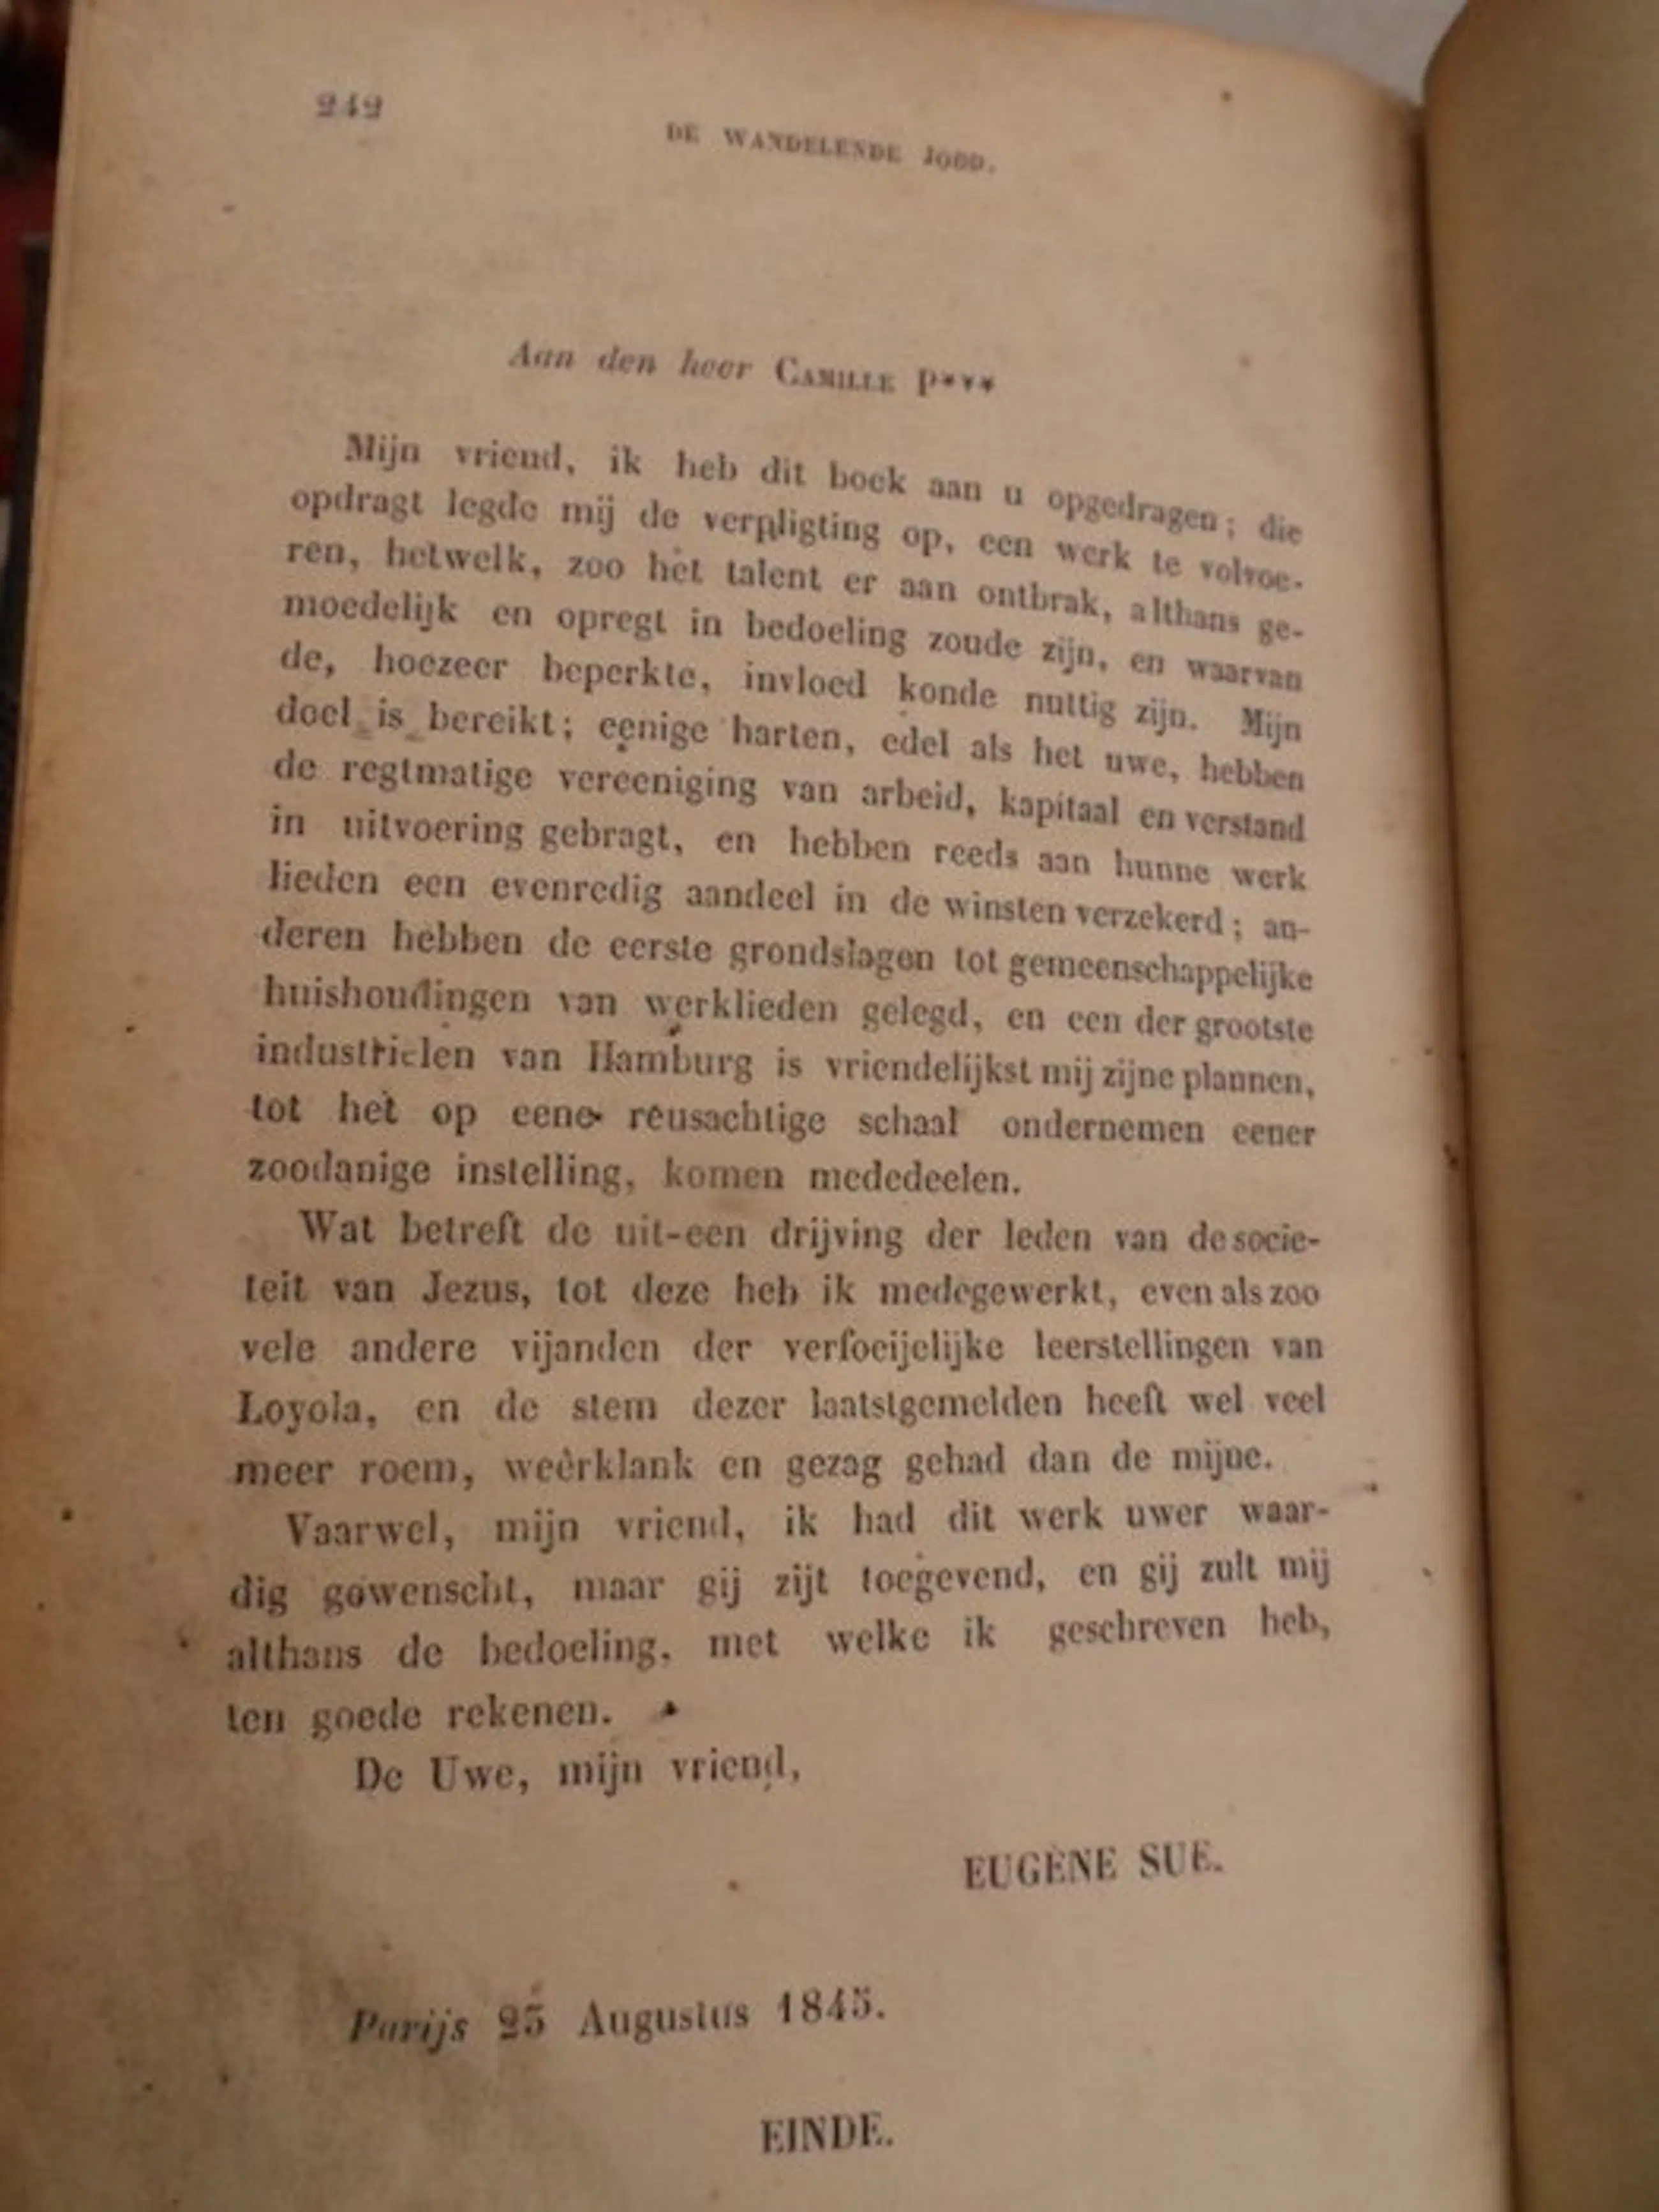 242
DE WANDELENDE JOOD.
Aan den heer CAMILLE P***
Mijn vriend, ik heb dit boek aan u opgedragen; die
opdragt legde mij de verpligting op, een werk te volvoe-
ren, hetwelk, zoo het talent er aan ontbrak, althans ge-
moedelijk en opregt in bedoeling zoude zijn, en waarvan
de, hoezeer beperkte, invloed konde nuttig zijn. Mijn
doel is bereikt; eenige harten, edel als het uwe, hebben
de regtmatige vereeniging van arbeid, kapitaal en verstand
in uitvoering gebragt, en hebben reeds aan hunne werk
lieden een evenredig aandeel in de winsten verzekerd; an-
deren hebben de eerste grondslagen tot gemeenschappelijke
huishoudingen van werklieden gelegd, en een der grootste
industrielen van Hamburg is vriendelijkst mij zijne plannen,
tot het op eene reusachtige schaal ondernemen eener
zoodanige instelling, komen mededeelen.
Wat betreft de uit-een drijving der leden van de socie-
teit van Jezus, tot deze heb ik medegewerkt, even als zoo
vele andere vijanden der verfoeijelijke leerstellingen van
Loyola, en de stem dezer laatstgemelden heeft wel veel
meer roem, weêrklank en gezag gehad dan de mijne.
Vaarwel, mijn vriend, ik had dit werk uwer waar-
dig gewenscht, maar gij zijt toegevend, en gij zult mij
althans de bedoeling, met welke ik geschreven heb,
ten goede rekenen.
De Uwe, mijn vriend,
EUGÈNE SUE.
Parijs 25 Augustus 1845.
EINDE.